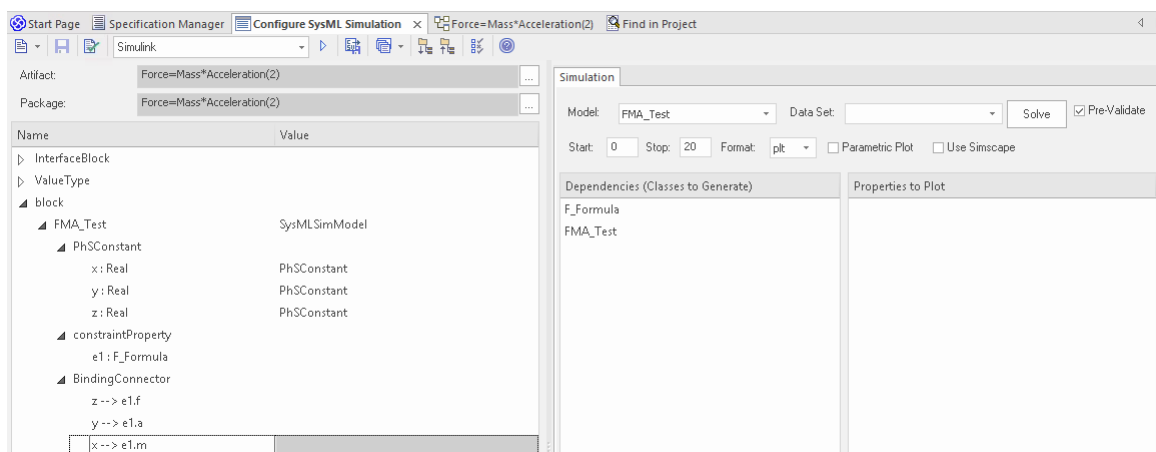 Start Page Specification Manager Configure SysML Simulation × Force=Mass*Acceleration(2) Find in Project
Simulink
Artifact: Force=Mass*Acceleration(2) ...
Package: Force=Mass*Acceleration(2) ...
Name Value
InterfaceBlock
ValueType
block
FMA_Test SysMLSimModel
PhSConstant
x : Real PhSConstant
y : Real PhSConstant
z : Real PhSConstant
constraintProperty
e1 : F_Formula
BindingConnector
z --> e1.f
y --> e1.a
x --> e1.m
Simulation
Model: FMA_Test Data Set: Solve Pre-Validate
Start: 0 Stop: 20 Format: plt Parametric Plot Use Simscape
Dependencies (Classes to Generate) Properties to Plot
F_Formula
FMA_Test